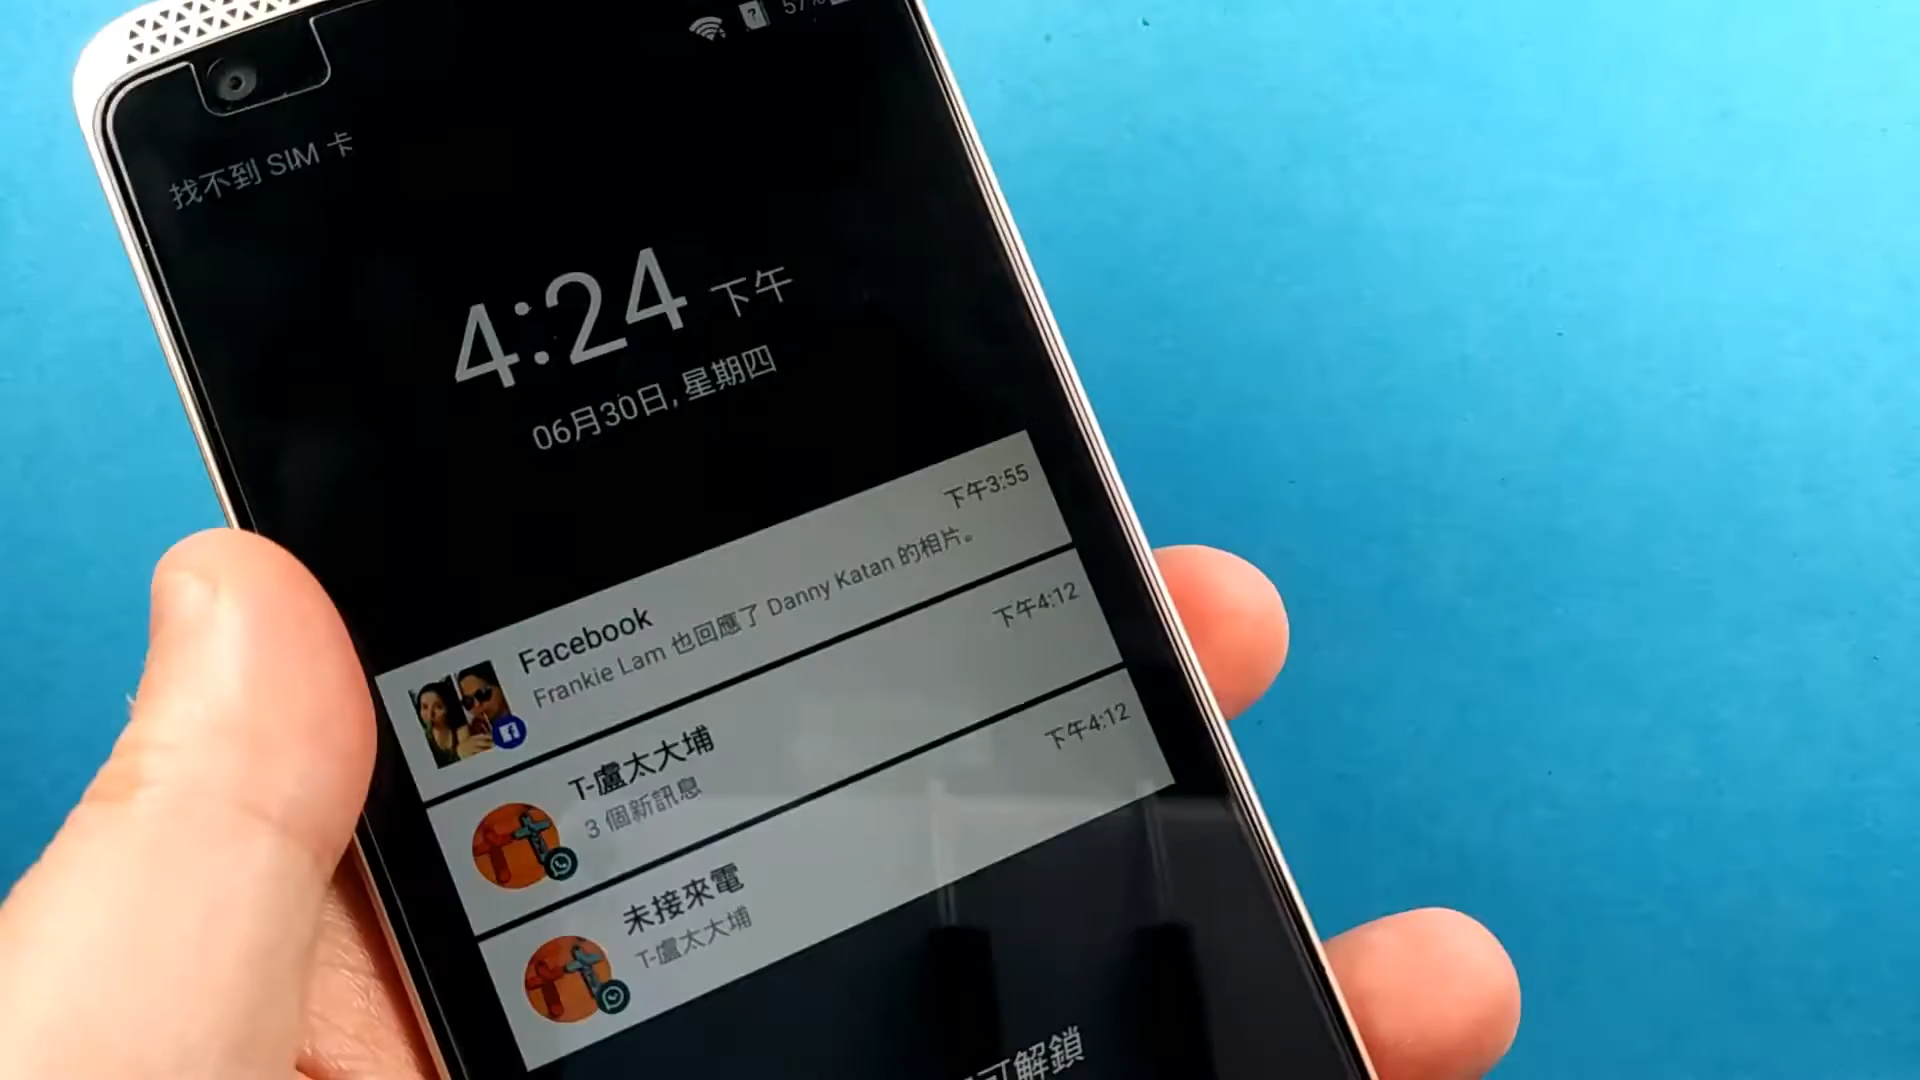 57%
找不到 SIM 卡
4:24 下午
06月30日, 星期四
下午3:55
Facebook
Frankie Lam 也回應了 Danny Katan 的相片。
下午4:12
T-盧太大埔
3 個新訊息
下午4:12
未接來電
T-盧太大埔
可解鎖